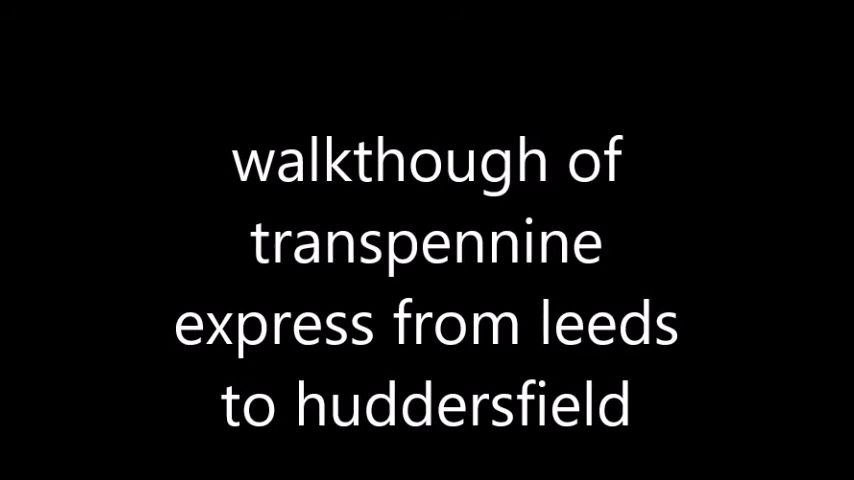 walkthough of
transpennine
express from leeds
to huddersfield